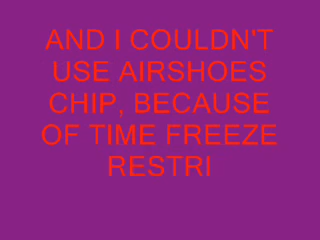 AND I COULDN'T
USE AIRSHOES
CHIP, BECAUSE
OF TIME FREEZE
RESTRI